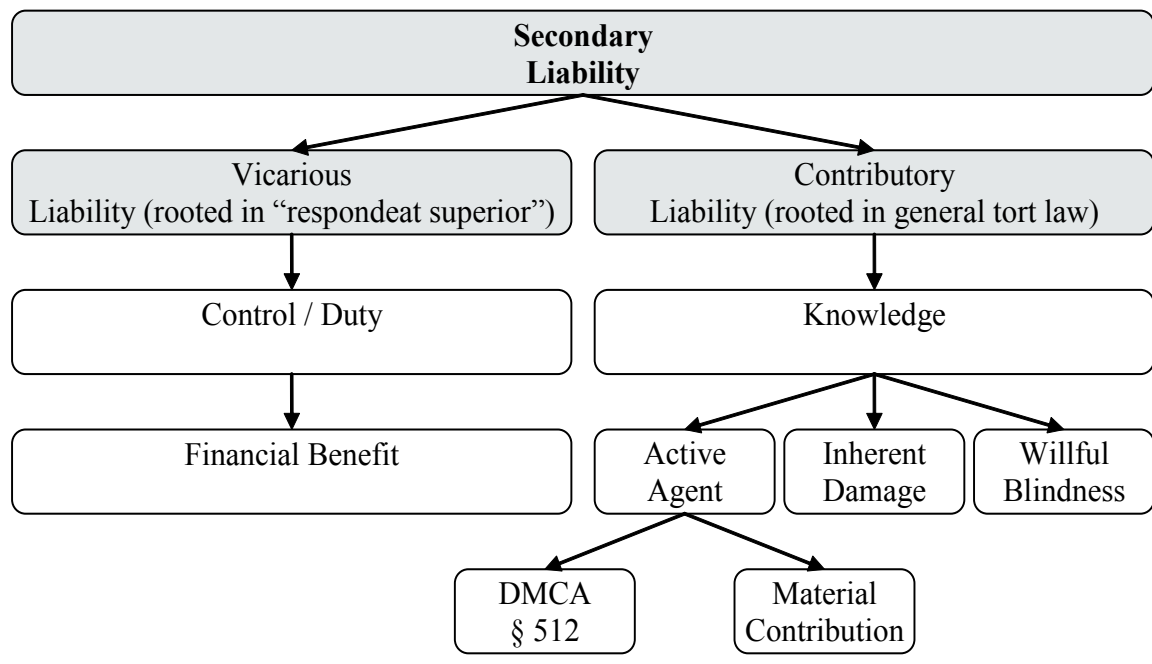 Secondary
Liability
Vicarious
Liability (rooted in “respondeat superior”)
Contributory
Liability (rooted in general tort law)
Control / Duty
Knowledge
Financial Benefit
Active
Agent
Inherent
Damage
Willful
Blindness
DMCA
§ 512
Material
Contribution